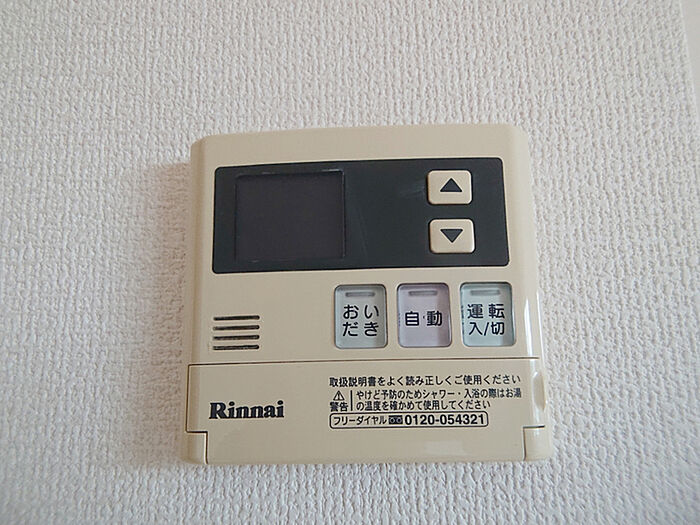 ▲
▼
おい
だき
自動
運転
入/切
取扱説明書をよく読み正しくご使用ください
⚠警告 やけど予防のためシャワー・入浴の際はお湯
の温度を確かめて使用してください
フリーダイヤル 0120-054321
Rinnai